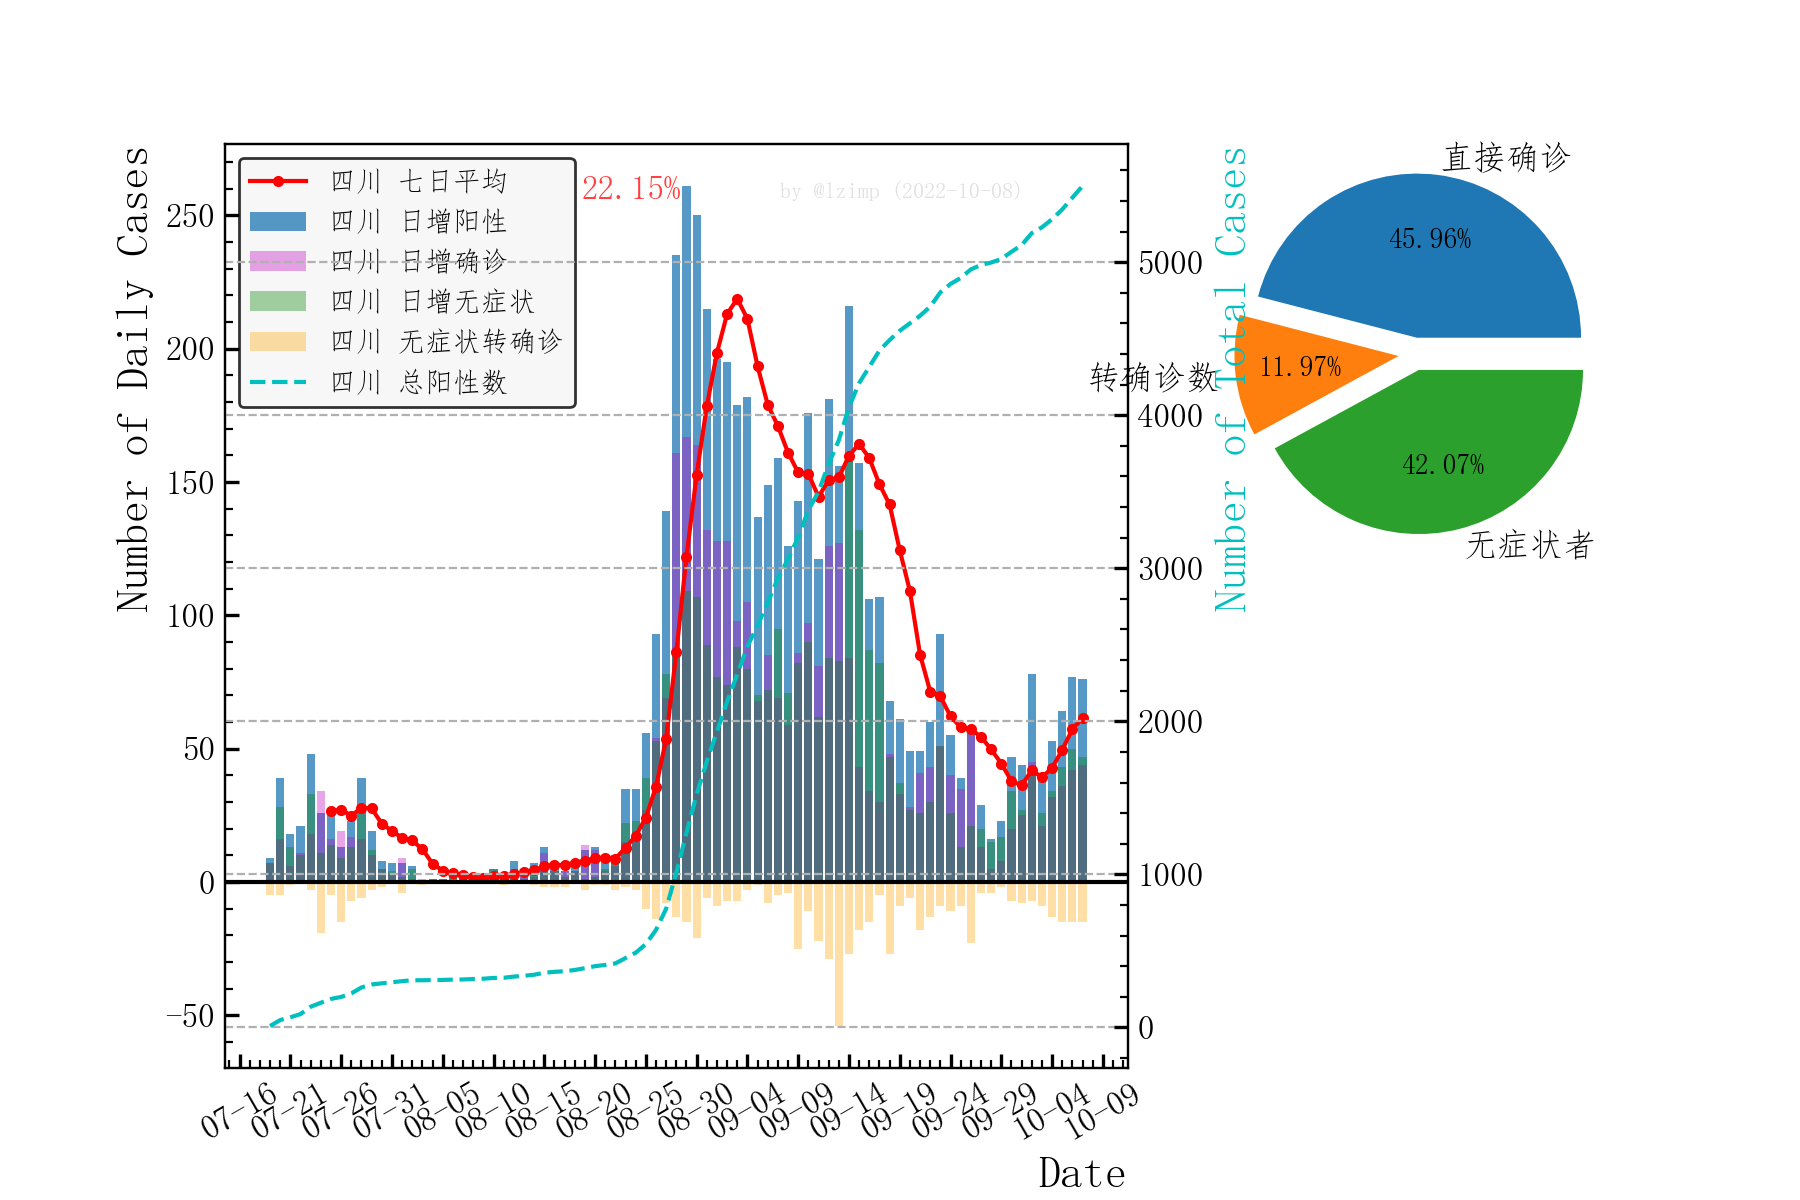 四川 七日平均
四川 日增阳性
四川 日增确诊
四川 日增无症状
四川 无症状转确诊
四川 总阳性数
22.15%
by @lzimp (2022-10-08)
Number of Daily Cases
250
200
150
100
50
0
−50
5000
4000
3000
2000
1000
0
Number of Total Cases
07-16
07-21
07-26
07-31
08-05
08-10
08-15
08-20
08-25
08-30
09-04
09-09
09-14
09-19
09-24
09-29
10-04
10-09
Date
直接确诊
45.96%
转确诊数
11.97%
42.07%
无症状者